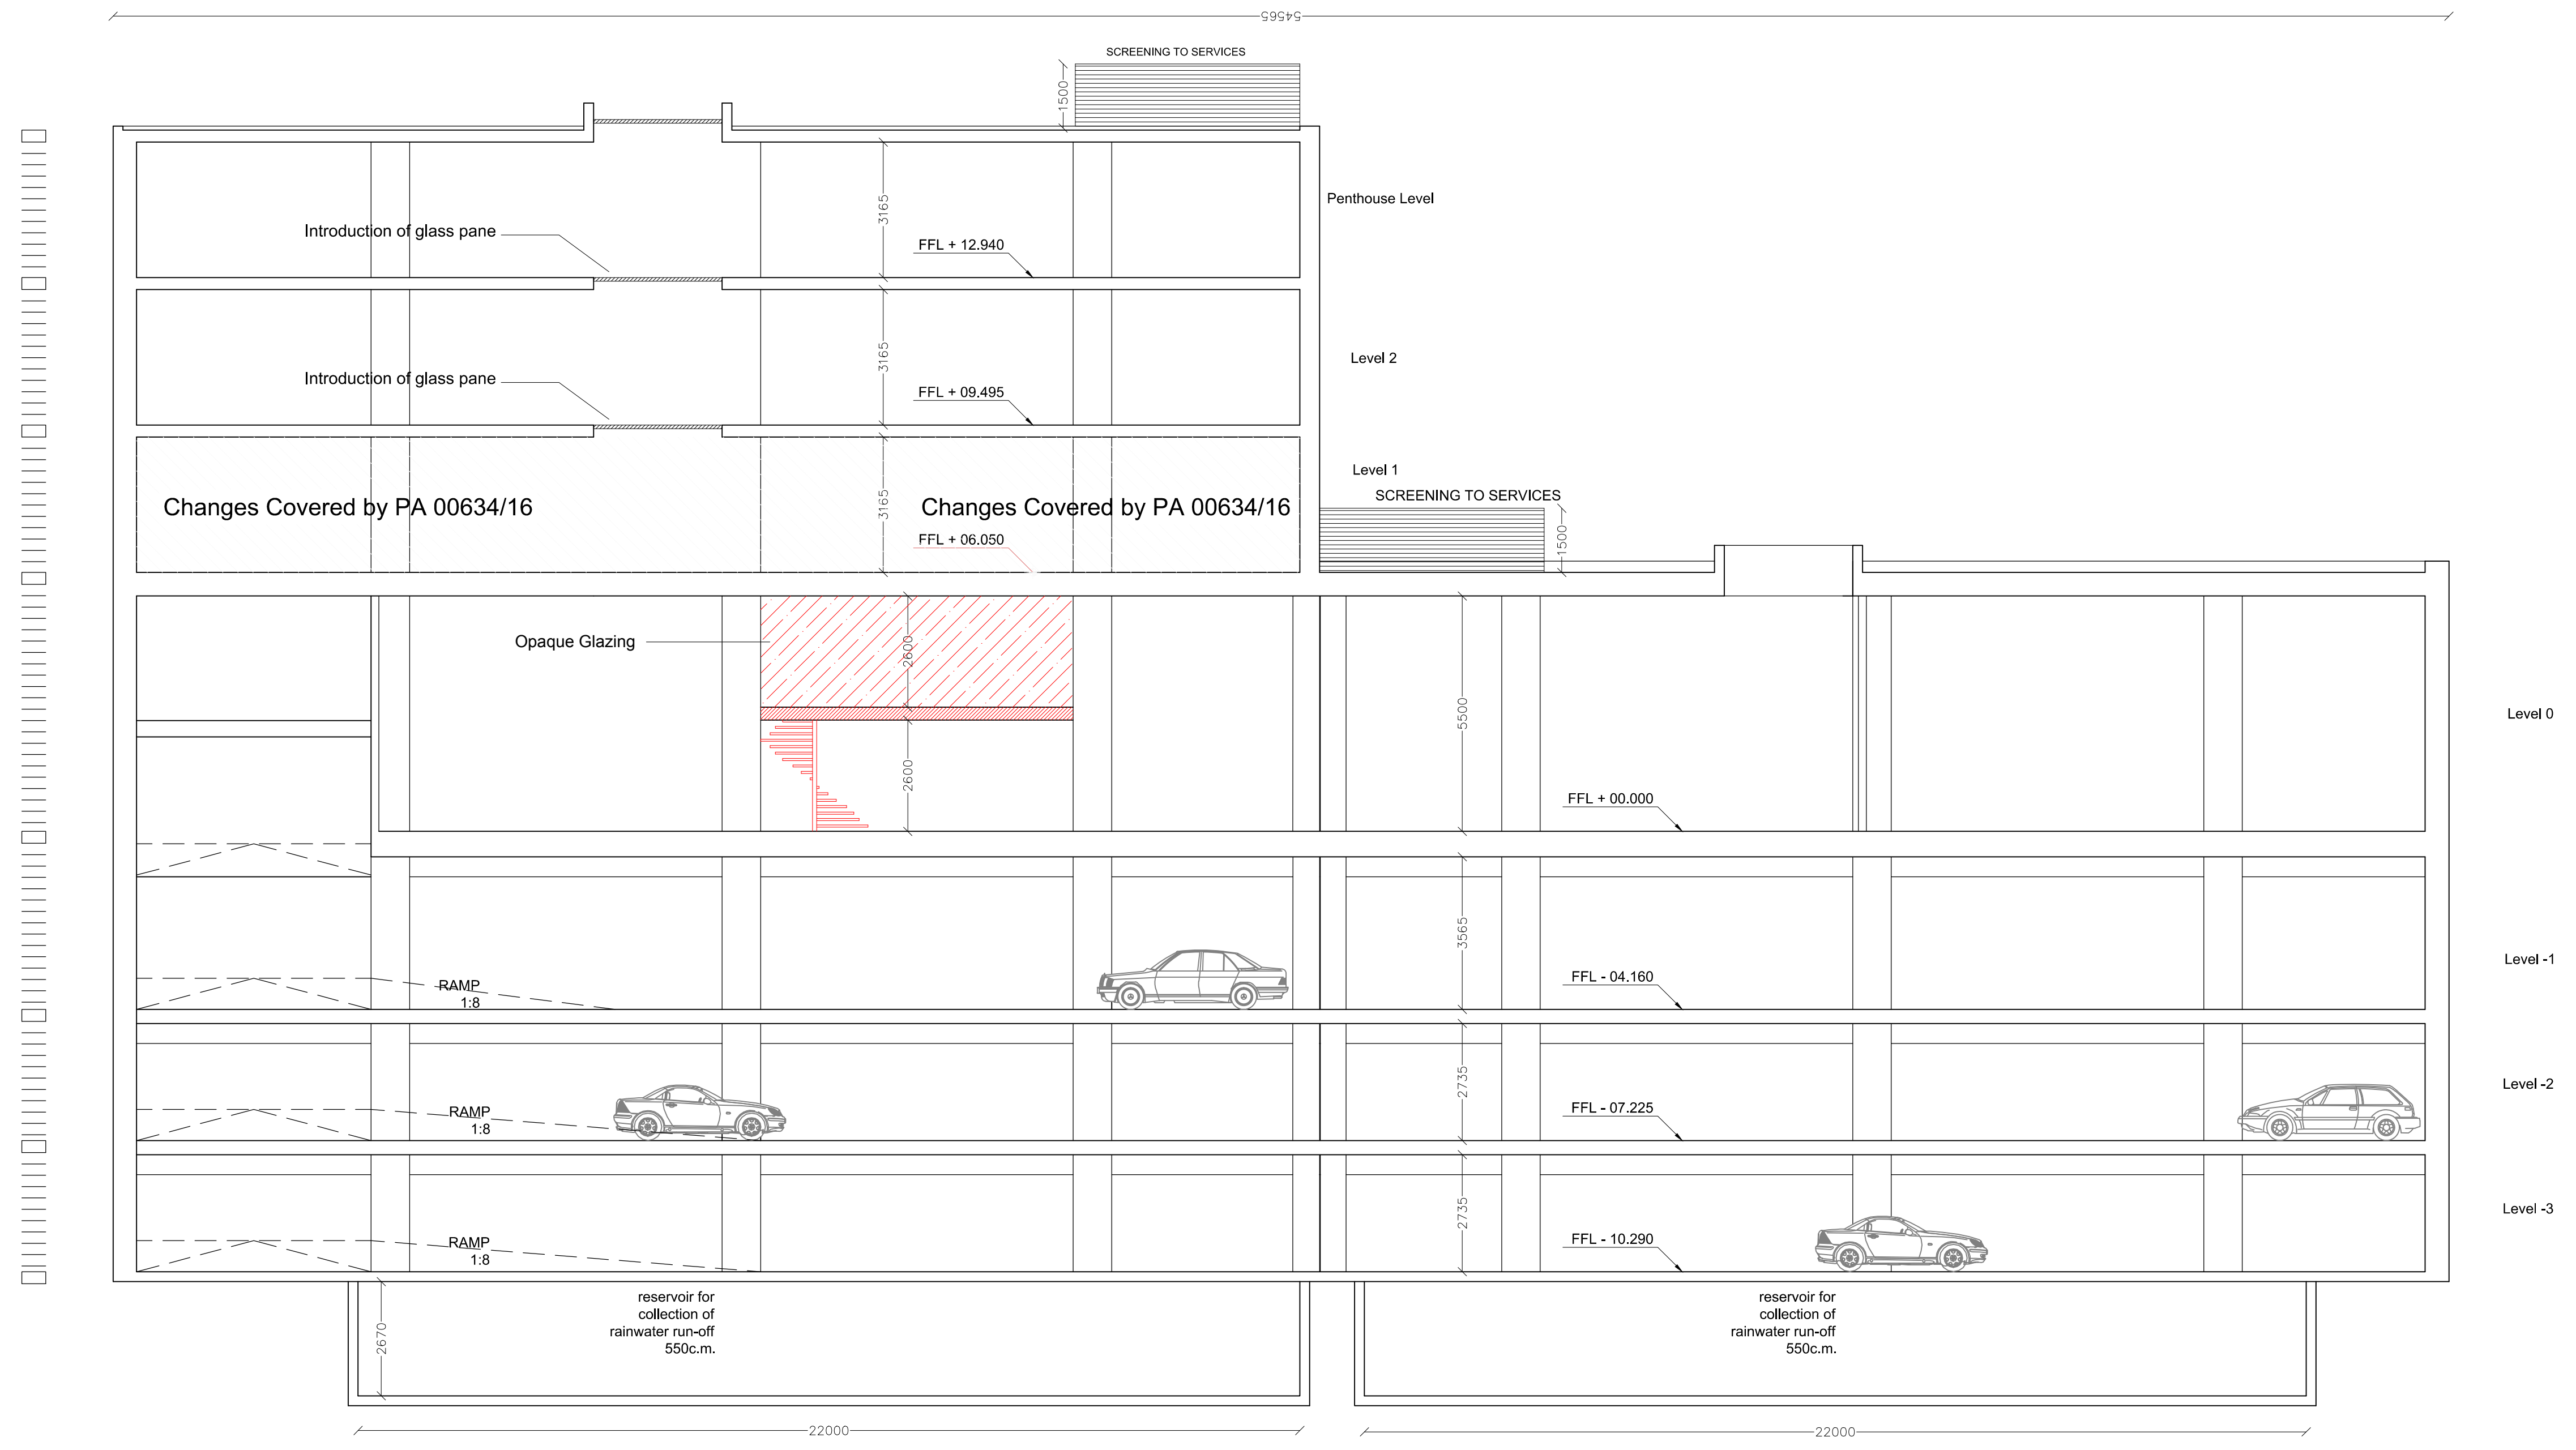 54565
SCREENING TO SERVICES
1500
Penthouse Level
3165
Introduction of glass pane
FFL + 12.940
Level 2
3165
Introduction of glass pane
FFL + 09.495
Level 1
SCREENING TO SERVICES
Changes Covered by PA 00634/16
3165
Changes Covered by PA 00634/16
FFL + 06.050
1500
Opaque Glazing
2600
5500
Level 0
2600
FFL + 00.000
3565
Level -1
RAMP
1:8
FFL - 04.160
2735
Level -2
RAMP
1:8
FFL - 07.225
2735
Level -3
RAMP
1:8
FFL - 10.290
2670
reservoir for
collection of
rainwater run-off
550c.m.
reservoir for
collection of
rainwater run-off
550c.m.
22000
22000